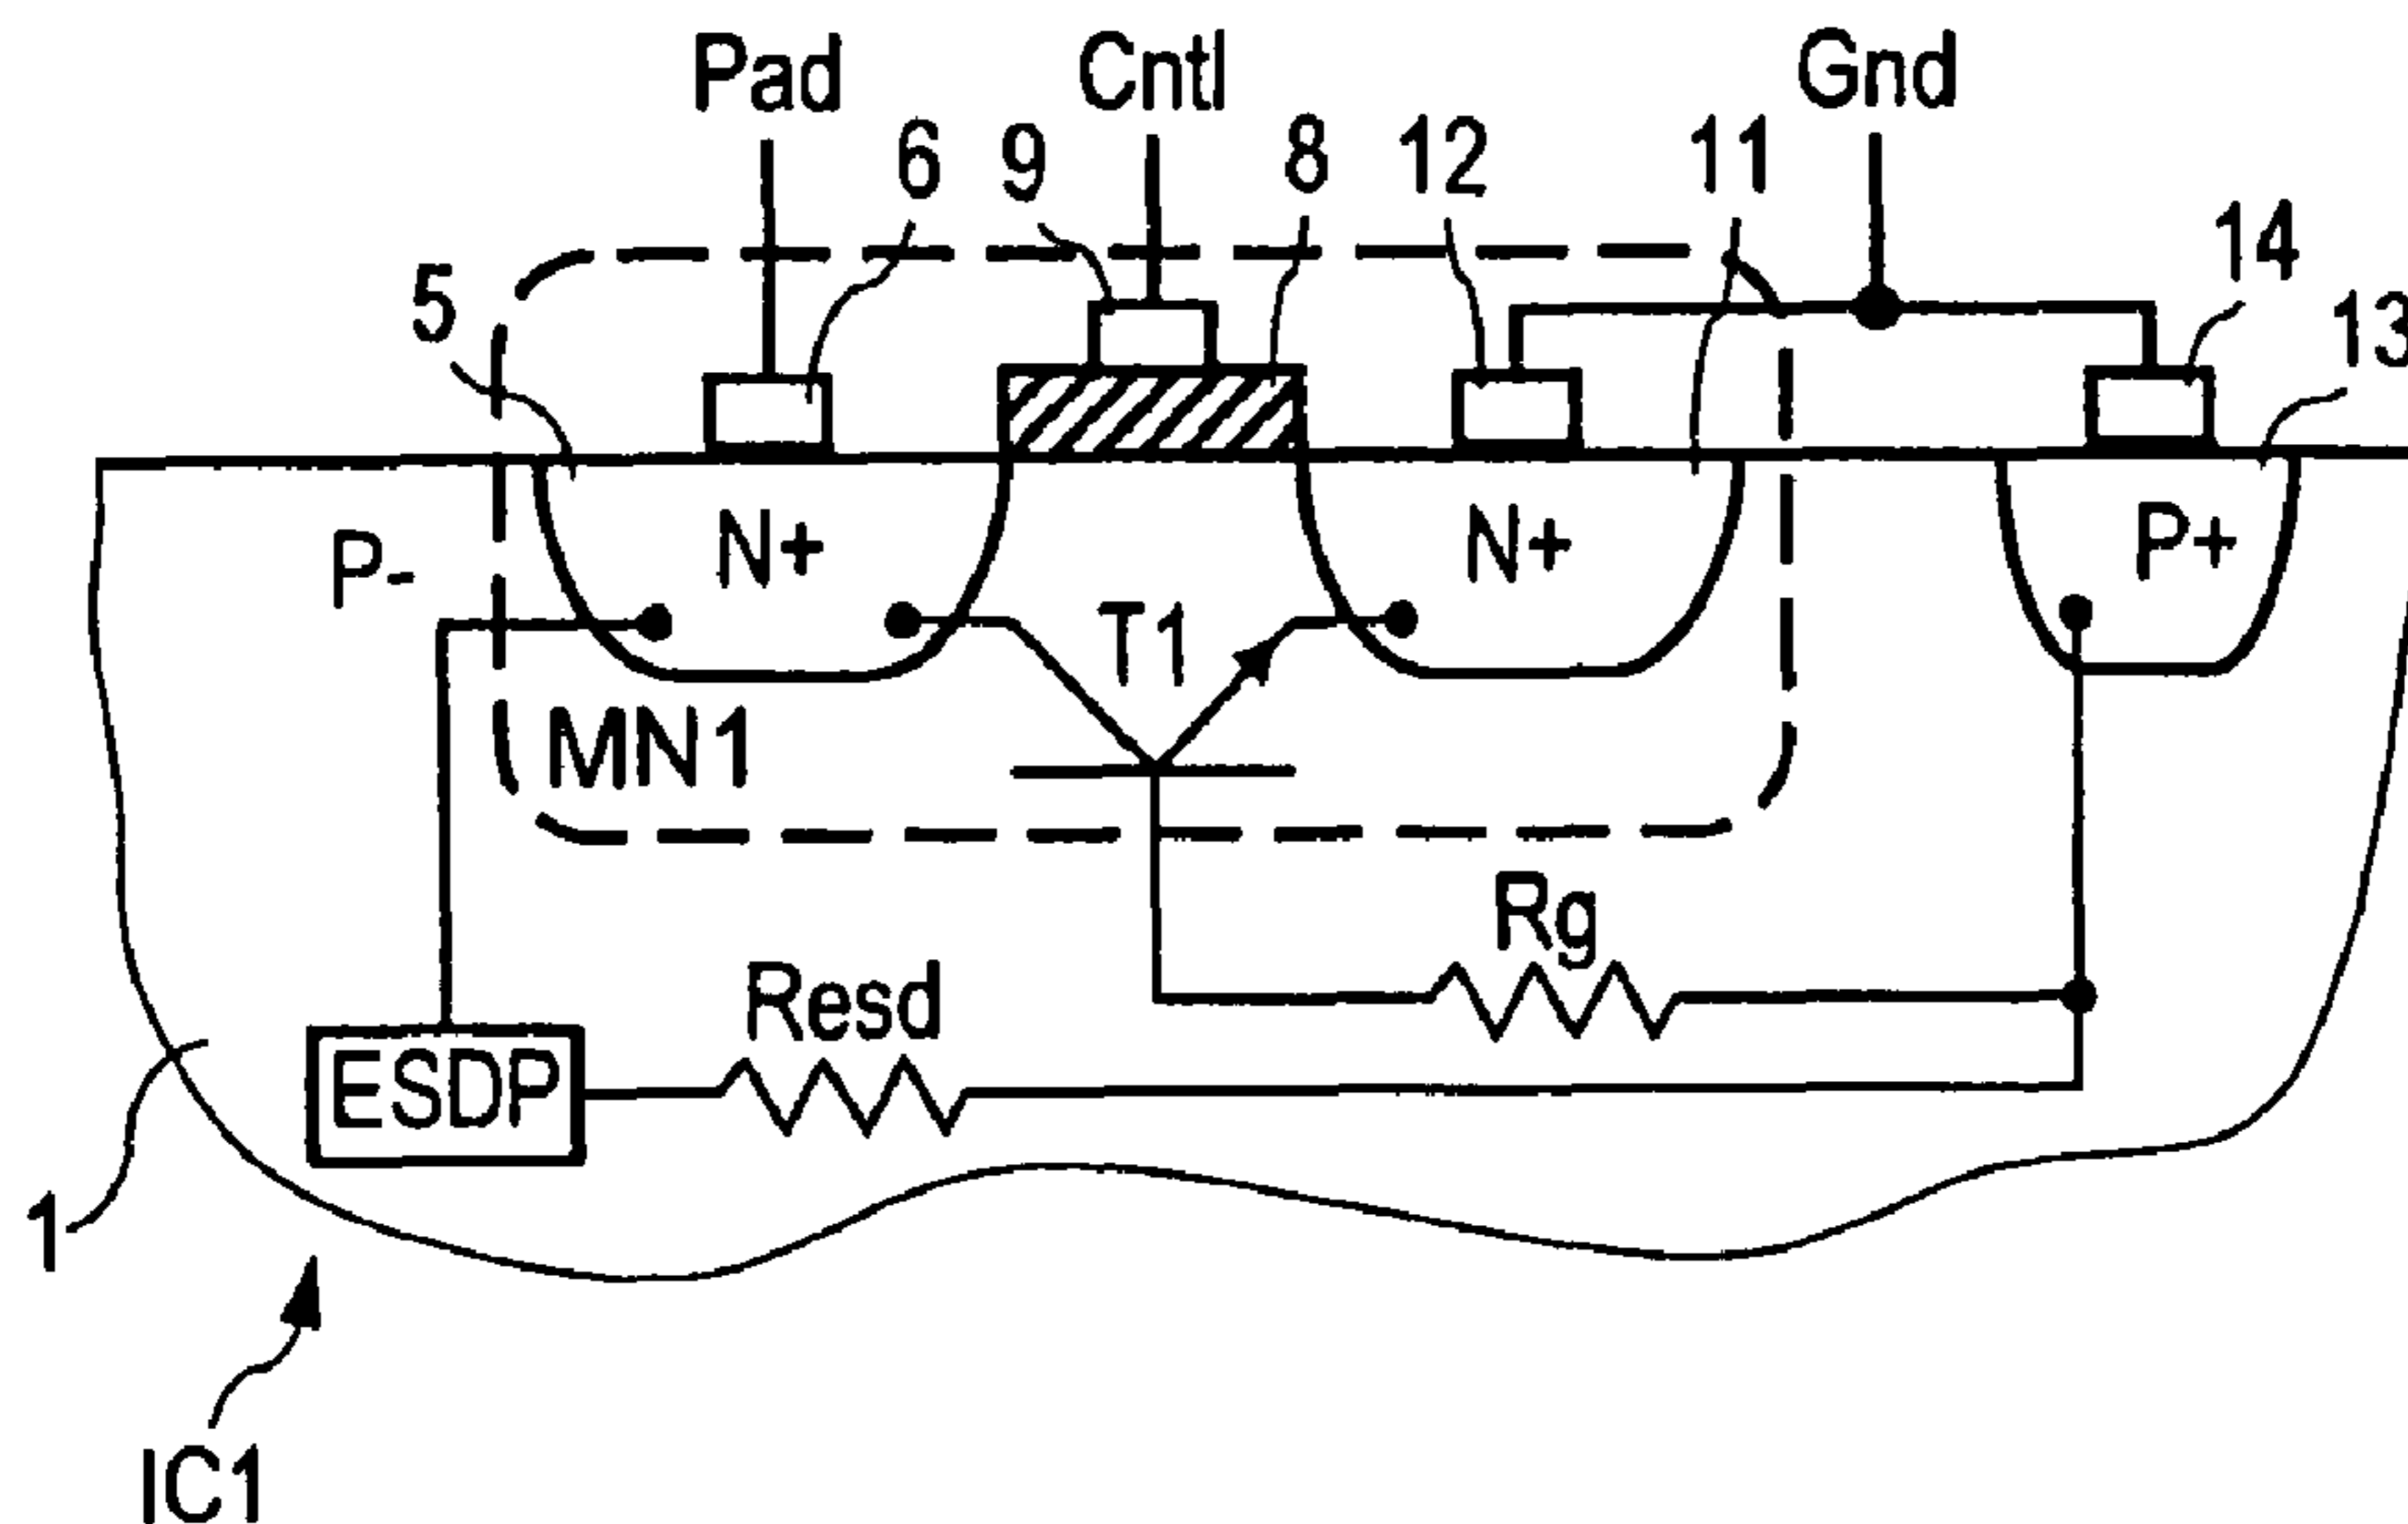 Pad Cntl Gnd
6 9 8 12 11
14
5 13
P- N+ N+ P+
T1
MN1
Rg
Resd
ESDP
1
IC1